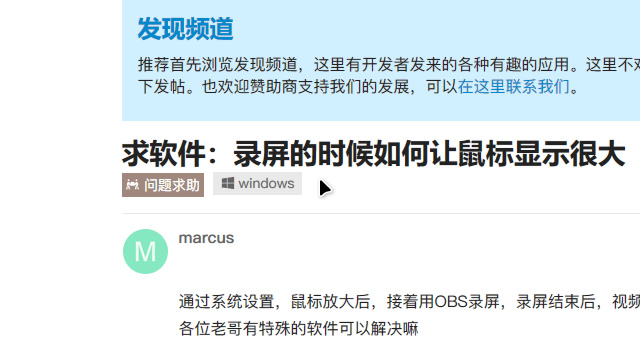 发现频道
推荐首先浏览发现频道，这里有开发者发来的各种有趣的应用。这里不
下发帖。也欢迎赞助商支持我们的发展，可以在这里联系我们。
求软件：录屏的时候如何让鼠标显示很大
问题求助 windows
M marcus
通过系统设置，鼠标放大后，接着用OBS录屏，录屏结束后，视频
各位老哥有特殊的软件可以解决嘛